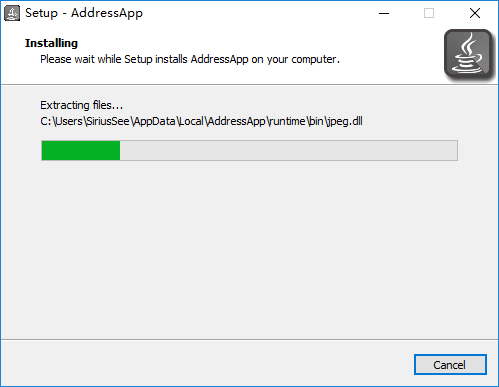 Setup - AddressApp
Installing
Please wait while Setup installs AddressApp on your computer.
Extracting files...
C:\Users\SiriusSee\AppData\Local\AddressApp\runtime\bin\jpeg.dll
Cancel